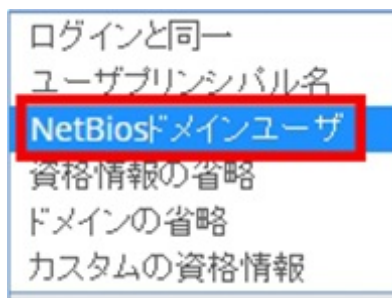 ログインと同一
ユーザプリンシパル名
NetBiosドメインユーザ
資格情報の省略
ドメインの省略
カスタムの資格情報